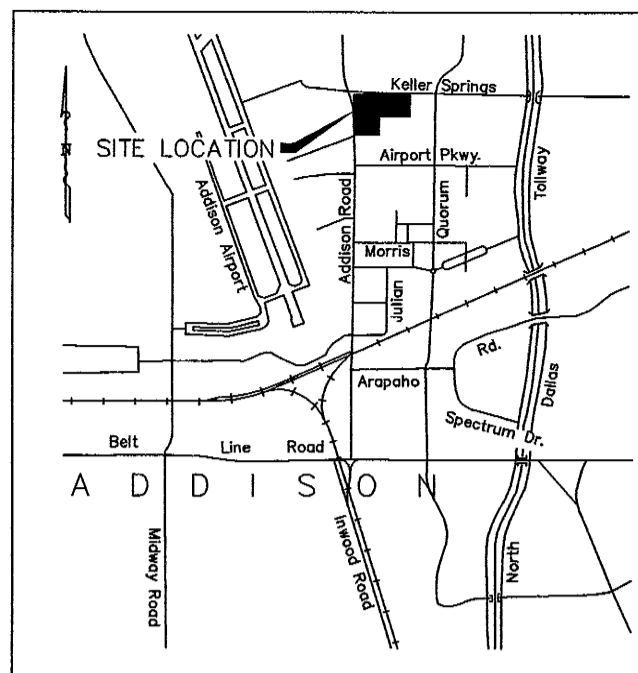 Keller Springs
N
SITE LOCATION
Airport Pkwy.
Addison Airport
Addison Road
Quorum
Tollway
Morris
Julian
Rd.
Dallas
Arapaho
Spectrum Dr.
Belt Line Road
ADDISON
Midway Road
Inwood Road
North